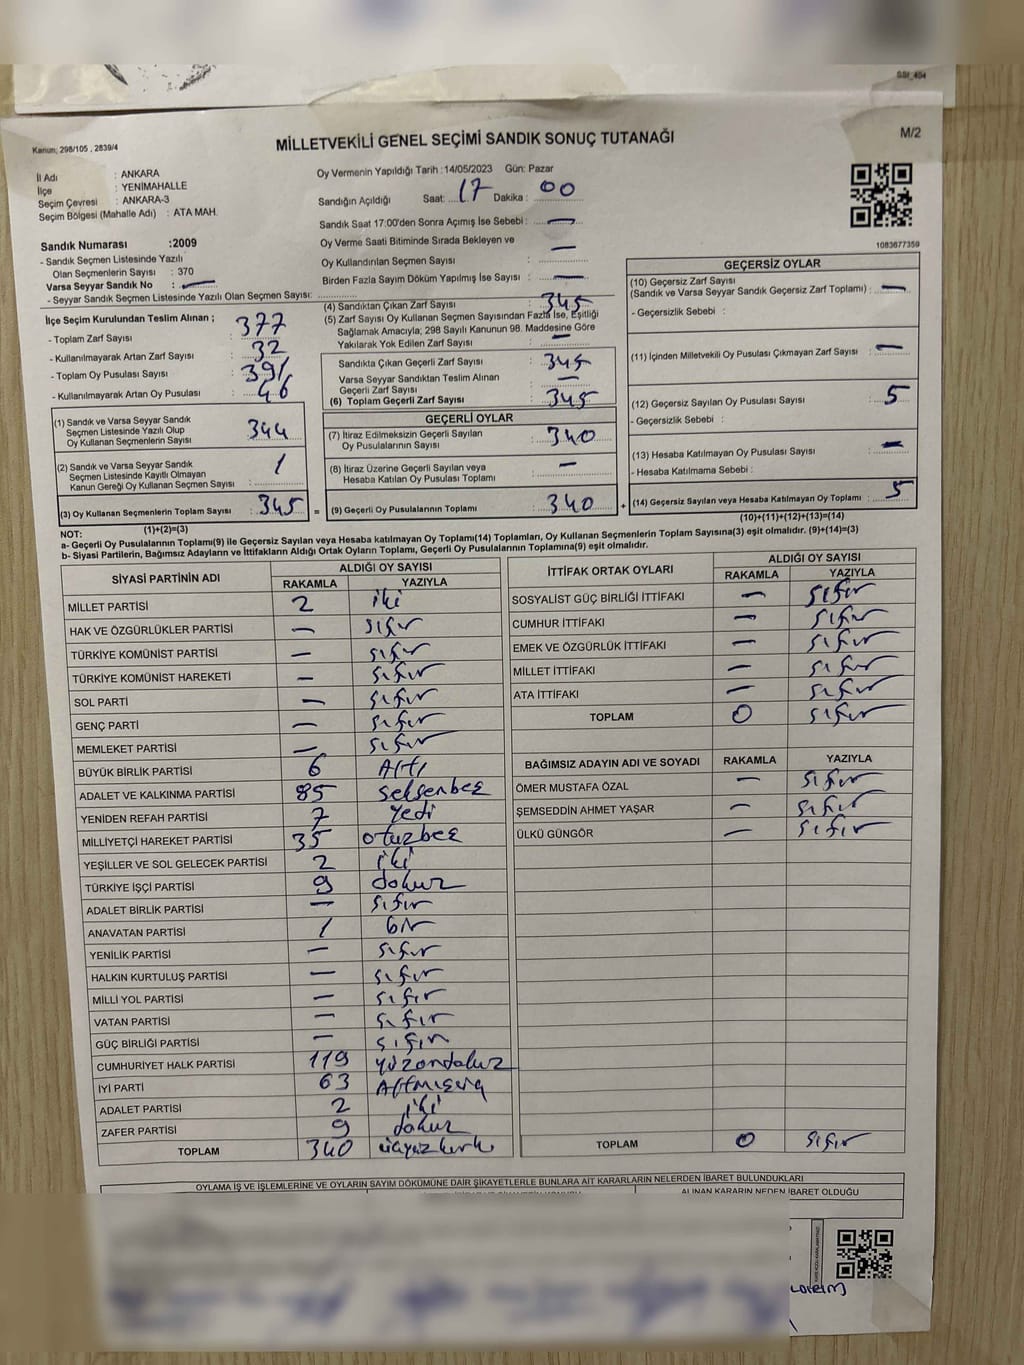 SSI_404
Kanun; 298/105 , 2839/4
MİLLETVEKİLİ GENEL SEÇİMİ SANDIK SONUÇ TUTANAĞI
M/2
İl Adı : ANKARA
İlçe : YENİMAHALLE
Seçim Çevresi : ANKARA-3
Seçim Bölgesi (Mahalle Adı) : ATA MAH.
Oy Vermenin Yapıldığı Tarih : 14/05/2023 Gün: Pazar
Sandığın Açıldığı Saat: 17 Dakika : 00
Sandık Saat 17:00'den Sonra Açımış İse Sebebi : —
Oy Verme Saati Bitiminde Sırada Bekleyen ve
Oy Kullandırılan Seçmen Sayısı : —
Birden Fazla Sayım Döküm Yapılmış İse Sayısı : —
1083677359
Sandık Numarası :2009
- Sandık Seçmen Listesinde Yazılı
Olan Seçmenlerin Sayısı : 370
Varsa Seyyar Sandık No : —
- Seyyar Sandık Seçmen Listesinde Yazılı Olan Seçmen Sayısı:
İlçe Seçim Kurulundan Teslim Alınan ;
- Toplam Zarf Sayısı : 377
- Kullanılmayarak Artan Zarf Sayısı : 32
- Toplam Oy Pusulası Sayısı : 391
- Kullanılmayarak Artan Oy Pusulası : 46
(1) Sandık ve Varsa Seyyar Sandık
Seçmen Listesinde Yazılı Olup
Oy Kullanan Seçmenlerin Sayısı : 344
(2) Sandık ve Varsa Seyyar Sandık
Seçmen Listesinde Kayıtlı Olmayan
Kanun Gereği Oy Kullanan Seçmen Sayısı : 1
(3) Oy Kullanan Seçmenlerin Toplam Sayısı : 345
(1)+(2)=(3)
(4) Sandıktan Çıkan Zarf Sayısı : 345
(5) Zarf Sayısı Oy Kullanan Seçmen Sayısından Fazla İse, Eşitliği
Sağlamak Amacıyla; 298 Sayılı Kanunun 98. Maddesine Göre
Yakılarak Yok Edilen Zarf Sayısı : —
Sandıkta Çıkan Geçerli Zarf Sayısı : 345
Varsa Seyyar Sandıktan Teslim Alınan
Geçerli Zarf Sayısı : —
(6) Toplam Geçerli Zarf Sayısı : 345
GEÇERLİ OYLAR
(7) İtiraz Edilmeksizin Geçerli Sayılan
Oy Pusulalarının Sayısı : 340
(8) İtiraz Üzerine Geçerli Sayılan veya
Hesaba Katılan Oy Pusulası Toplamı : —
= (9) Geçerli Oy Pusulalarının Toplamı : 340 +
GEÇERSİZ OYLAR
(10) Geçersiz Zarf Sayısı
(Sandık ve Varsa Seyyar Sandık Geçersiz Zarf Toplamı) : —
- Geçersizlik Sebebi :
(11) İçinden Milletvekili Oy Pusulası Çıkmayan Zarf Sayısı : —
(12) Geçersiz Sayılan Oy Pusulası Sayısı : 5
- Geçersizlik Sebebi :
(13) Hesaba Katılmayan Oy Pusulası Sayısı : —
- Hesaba Katılmama Sebebi :
(14) Geçersiz Sayılan veya Hesaba Katılmayan Oy Toplamı : 5
(10)+(11)+(12)+(13)=(14)
NOT:
a- Geçerli Oy Pusulalarının Toplamı(9) ile Geçersiz Sayılan veya Hesaba katılmayan Oy Toplamı(14) Toplamları, Oy Kullanan Seçmenlerin Toplam Sayısına(3) eşit olmalıdır. (9)+(14)=(3)
b- Siyasi Partilerin, Bağımsız Adayların ve İttifakların Aldığı Ortak Oyların Toplamı, Geçerli Oy Pusulalarının Toplamına(9) eşit olmalıdır.
SİYASİ PARTİNİN ADI ALDIĞI OY SAYISI
RAKAMLA YAZIYLA
MİLLET PARTİSİ 2 iki
HAK VE ÖZGÜRLÜKLER PARTİSİ — sıfır
TÜRKİYE KOMÜNİST PARTİSİ — sıfır
TÜRKİYE KOMÜNİST HAREKETİ — sıfır
SOL PARTİ — sıfır
GENÇ PARTİ — sıfır
MEMLEKET PARTİSİ — sıfır
BÜYÜK BİRLİK PARTİSİ 6 Altı
ADALET VE KALKINMA PARTİSİ 85 seksenbeş
YENİDEN REFAH PARTİSİ 7 yedi
MİLLİYETÇİ HAREKET PARTİSİ 35 otuzbeş
YEŞİLLER VE SOL GELECEK PARTİSİ 2 iki
TÜRKİYE İŞÇİ PARTİSİ 9 dokuz
ADALET BİRLİK PARTİSİ — sıfır
ANAVATAN PARTİSİ 1 bir
YENİLİK PARTİSİ — sıfır
HALKIN KURTULUŞ PARTİSİ — sıfır
MİLLİ YOL PARTİSİ — sıfır
VATAN PARTİSİ — sıfır
GÜÇ BİRLİĞİ PARTİSİ — sıfır
CUMHURİYET HALK PARTİSİ 119 yüzondokuz
İYİ PARTİ 63 Altmışüç
ADALET PARTİSİ 2 iki
ZAFER PARTİSİ 9 dokuz
TOPLAM 340 üçyüzkırk
İTTİFAK ORTAK OYLARI ALDIĞI OY SAYISI
RAKAMLA YAZIYLA
SOSYALİST GÜÇ BİRLİĞİ İTTİFAKI — sıfır
CUMHUR İTTİFAKI — sıfır
EMEK VE ÖZGÜRLÜK İTTİFAKI — sıfır
MİLLET İTTİFAKI — sıfır
ATA İTTİFAKI — sıfır
TOPLAM 0 sıfır
BAĞIMSIZ ADAYIN ADI VE SOYADI RAKAMLA YAZIYLA
ÖMER MUSTAFA ÖZAL — sıfır
ŞEMSEDDİN AHMET YAŞAR — sıfır
ÜLKÜ GÜNGÖR — sıfır
TOPLAM 0 sıfır
OYLAMA İŞ VE İŞLEMLERİNE VE OYLARIN SAYIM DÖKÜMÜNE DAİR ŞİKAYETLERLE BUNLARA AİT KARARLARIN NELERDEN İBARET BULUNDUKLARI
ALINAN KARARIN NEDEN İBARET OLDUĞU